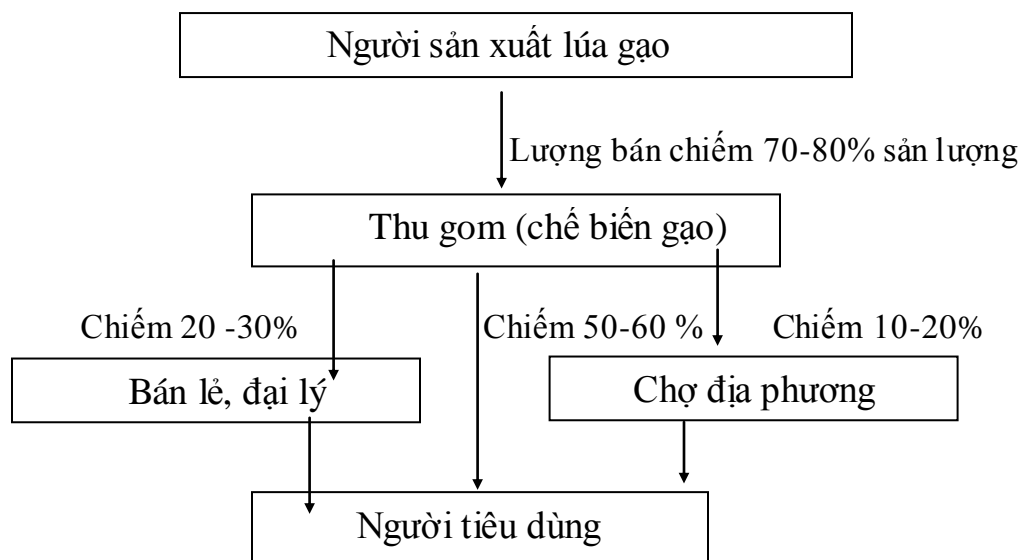 Người sản xuất lúa gạo
Lượng bán chiếm 70-80% sản lượng
Thu gom (chế biến gạo)
Chiếm 20 -30%
Chiếm 50-60 %
Chiếm 10-20%
Bán lẻ, đại lý
Chợ địa phương
Người tiêu dùng